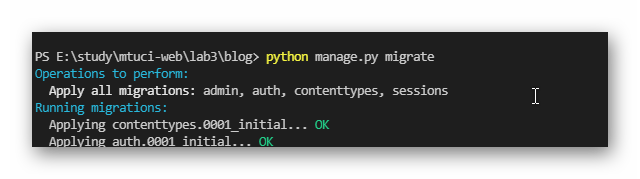 PS E:\study\mtuci-web\lab3\blog> python manage.py migrate
Operations to perform:
  Apply all migrations: admin, auth, contenttypes, sessions
Running migrations:
  Applying contenttypes.0001_initial... OK
  Applying auth.0001_initial... OK